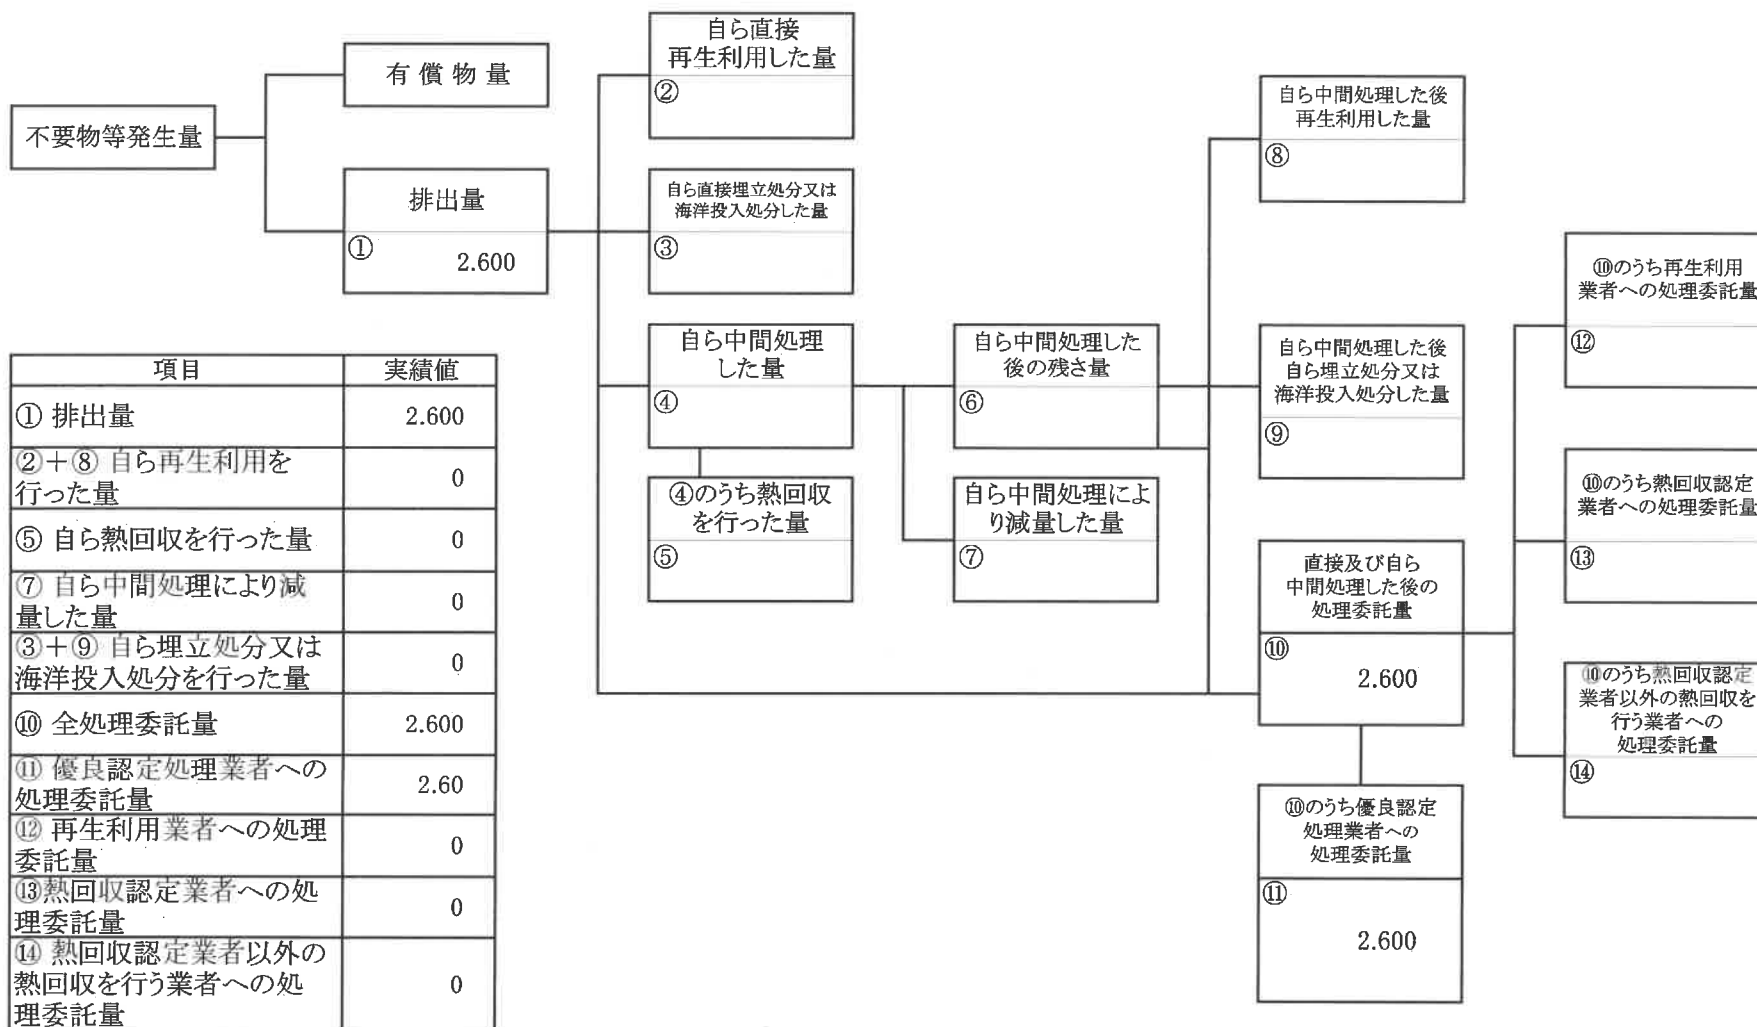 不要物等発生量
有償物量
排出量
①
2.600
自ら直接
再生利用した量
②
自ら直接埋立処分又は
海洋投入処分した量
③
自ら中間処理
した量
④
④のうち熱回収
を行った量
⑤
自ら中間処理した
後の残さ量
⑥
自ら中間処理によ
り減量した量
⑦
自ら中間処理した後
再生利用した量
⑧
自ら中間処理した後
自ら埋立処分又は
海洋投入処分した量
⑨
直接及び自ら
中間処理した後の
処理委託量
⑩
2.600
⑩のうち優良認定
処理業者への
処理委託量
⑪
2.600
⑩のうち再生利用
業者への処理委託量
⑫
⑩のうち熱回収認定
業者への処理委託量
⑬
⑩のうち熱回収認定
業者以外の熱回収を
行う業者への
処理委託量
⑭
項目 実績値
① 排出量 2.600
②＋⑧ 自ら再生利用を
行った量 0
⑤ 自ら熱回収を行った量 0
⑦ 自ら中間処理により減
量した量 0
③＋⑨ 自ら埋立処分又は
海洋投入処分を行った量 0
⑩ 全処理委託量 2.600
⑪ 優良認定処理業者への
処理委託量 2.60
⑫ 再生利用業者への処理
委託量 0
⑬熱回収認定業者への処
理委託量 0
⑭ 熱回収認定業者以外の
熱回収を行う業者への処
理委託量 0